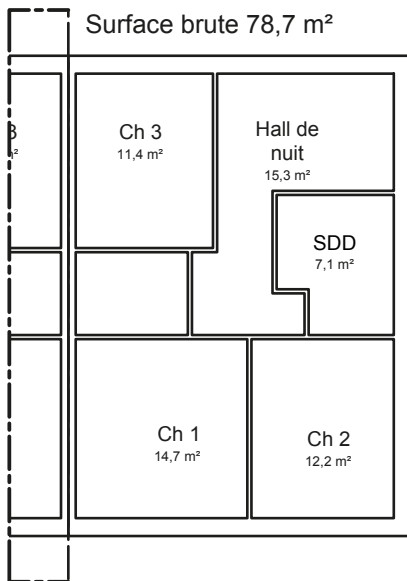 Surface brute 78,7 m²
Ch 3
11,4 m²
Hall de
nuit
15,3 m²
SDD
7,1 m²
Ch 1
14,7 m²
Ch 2
12,2 m²